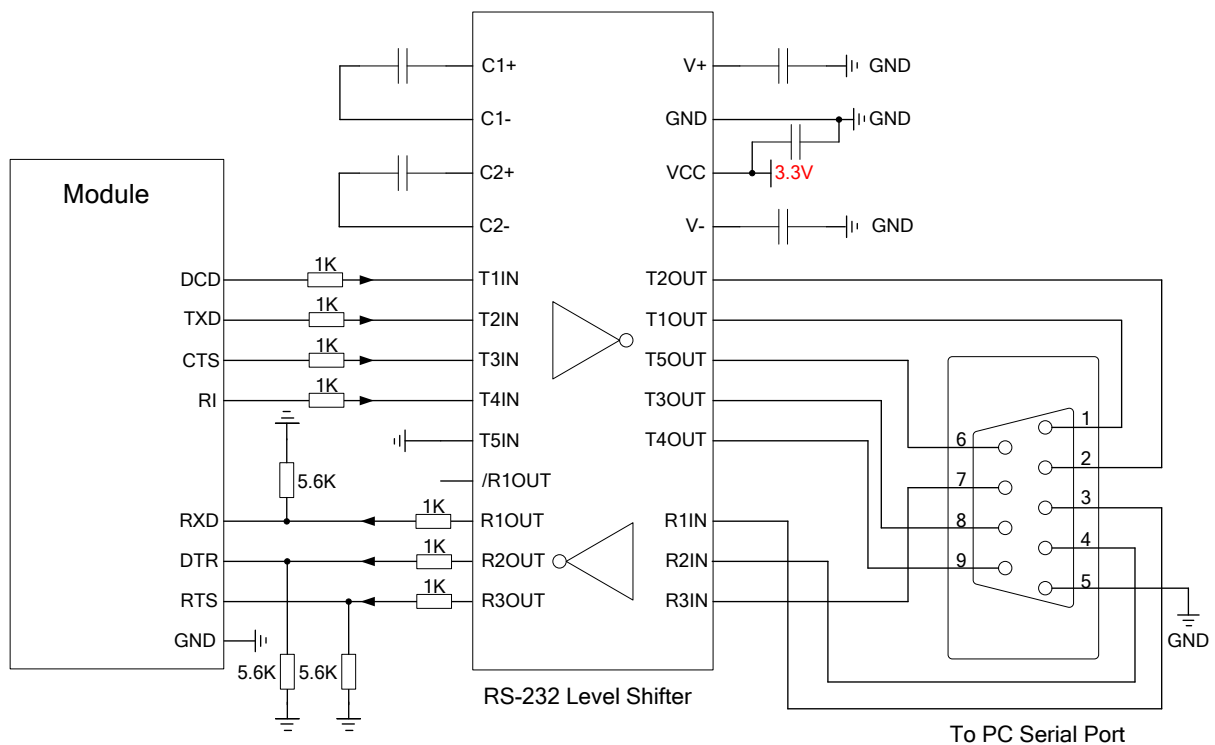 C1+
V+
GND
C1-
GND
GND
Module
C2+
VCC
3.3V
C2-
V-
GND
DCD
1K
T1IN
T2OUT
TXD
1K
T2IN
T1OUT
CTS
1K
T3IN
T5OUT
RI
1K
T4IN
T3OUT
1
T5IN
T4OUT
6
2
5.6K
/R1OUT
7
3
RXD
1K
R1OUT
R1IN
8
4
DTR
1K
R2OUT
R2IN
9
5
RTS
1K
R3OUT
R3IN
GND
GND
5.6K
5.6K
RS-232 Level Shifter
To PC Serial Port